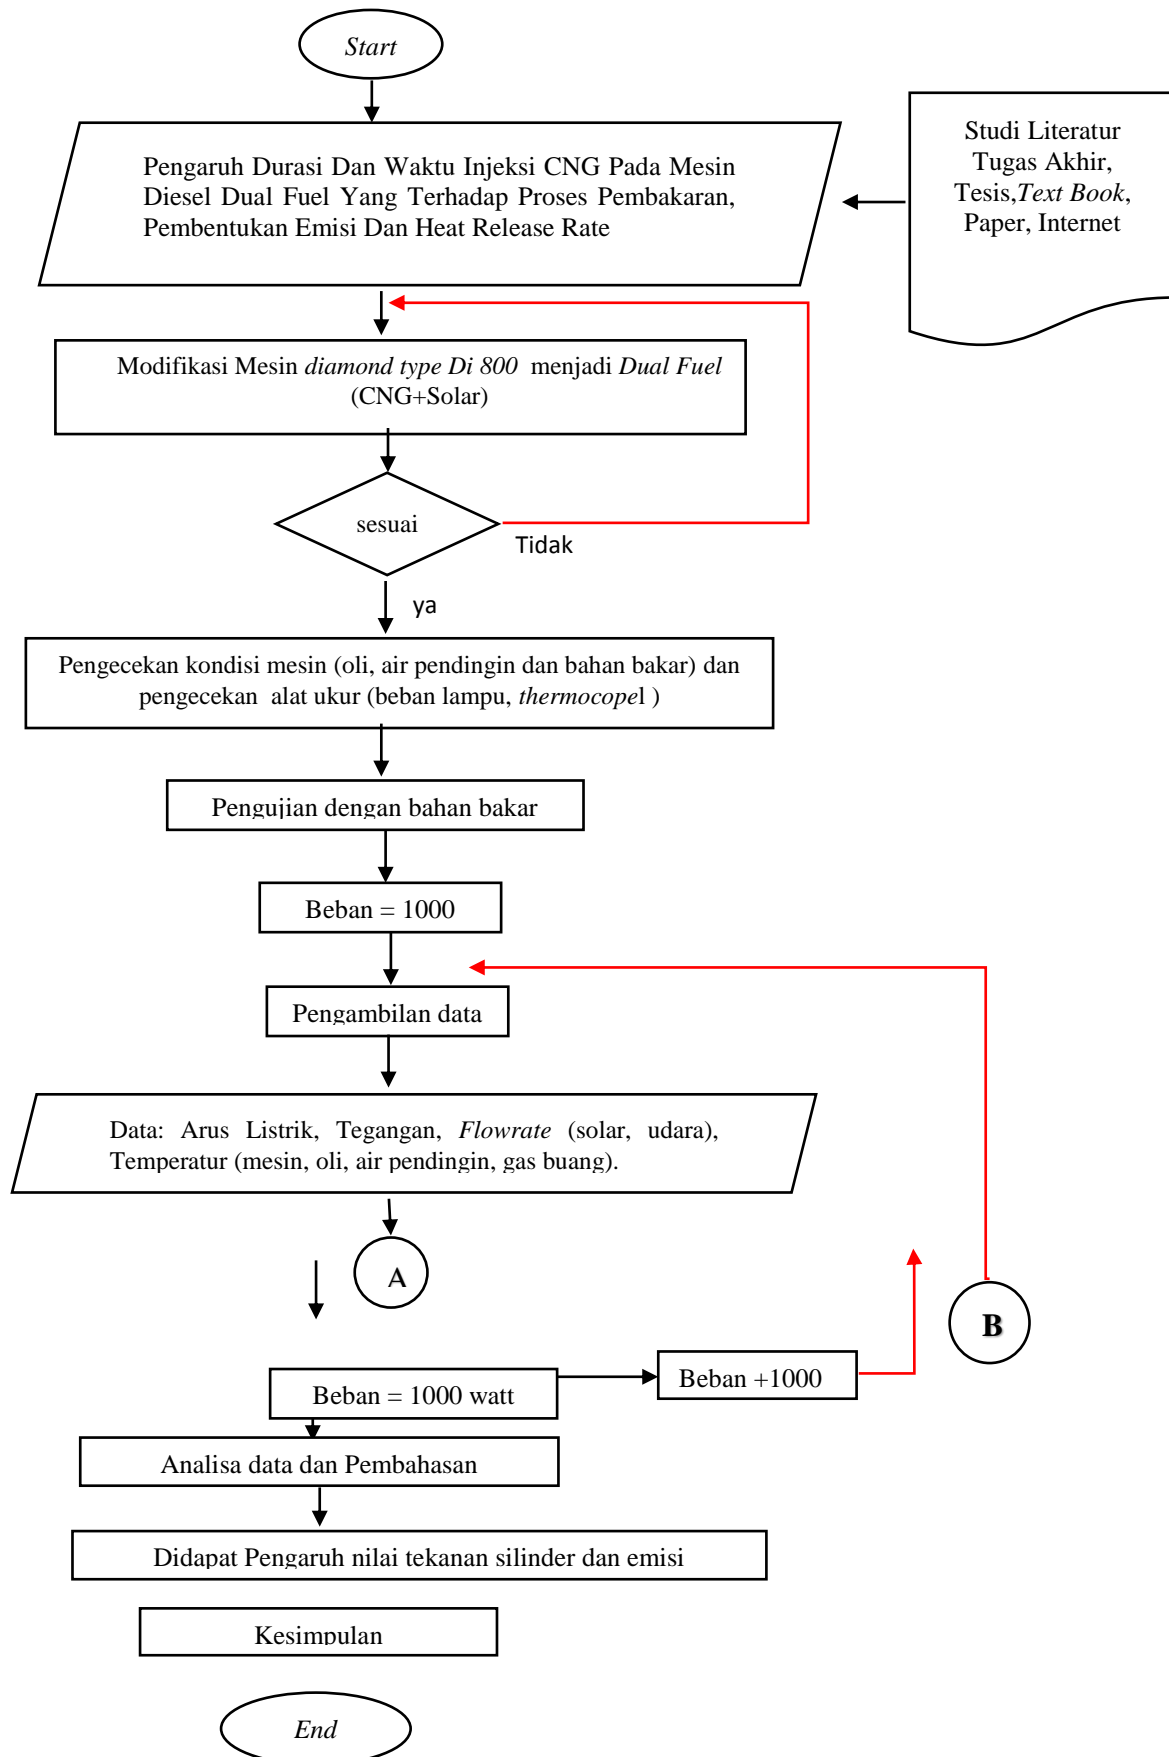 Start
Pengaruh Durasi Dan Waktu Injeksi CNG Pada Mesin
Diesel Dual Fuel Yang Terhadap Proses Pembakaran,
Pembentukan Emisi Dan Heat Release Rate
Studi Literatur
Tugas Akhir,
Tesis,Text Book,
Paper, Internet
Modifikasi Mesin diamond type Di 800 menjadi Dual Fuel
(CNG+Solar)
sesuai
Tidak
ya
Pengecekan kondisi mesin (oli, air pendingin dan bahan bakar) dan
pengecekan alat ukur (beban lampu, thermocopel )
Pengujian dengan bahan bakar
Beban = 1000
Pengambilan data
Data: Arus Listrik, Tegangan, Flowrate (solar, udara),
Temperatur (mesin, oli, air pendingin, gas buang).
A
B
Beban = 1000 watt
Beban +1000
Analisa data dan Pembahasan
Didapat Pengaruh nilai tekanan silinder dan emisi
Kesimpulan
End